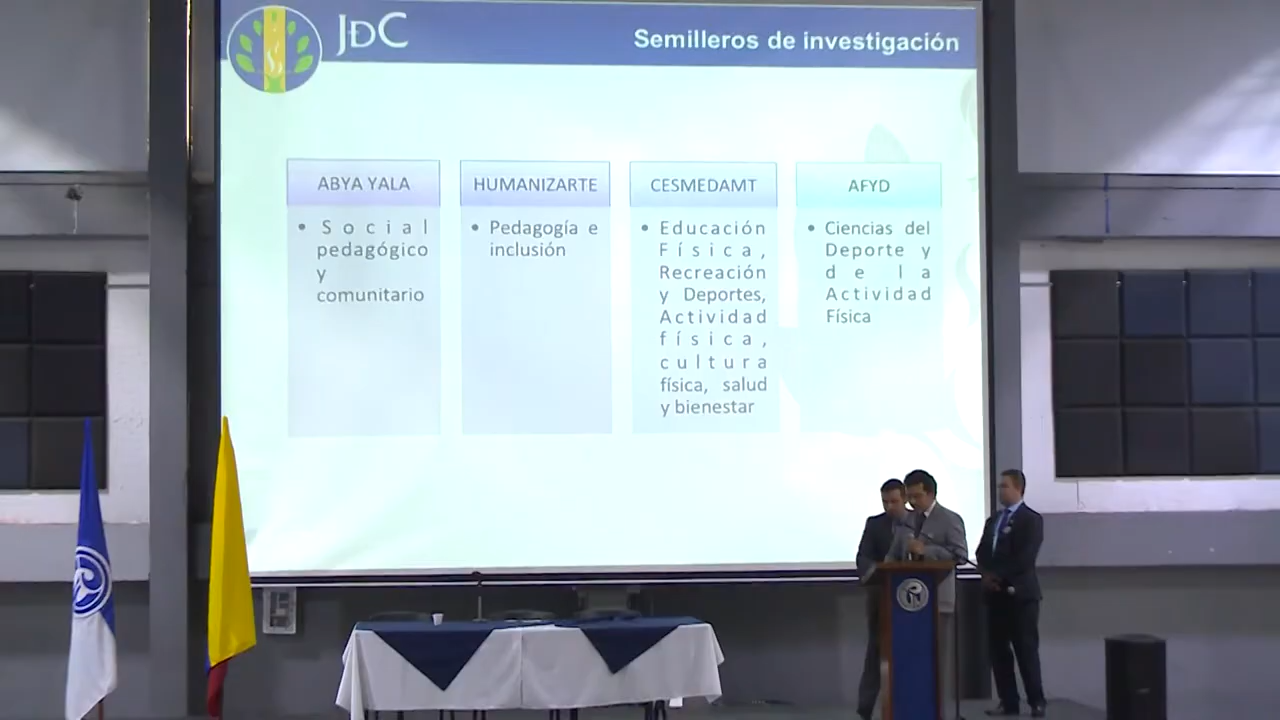 JDC
Semilleros de investigación
ABYA YALA
• Social
pedagógico
y
comunitario
HUMANIZARTE
• Pedagogía e
inclusión
CESMEDAMT
• Educación
Física,
Recreación
y Deportes,
Actividad
física,
cultura
física, salud
y bienestar
AFYD
• Ciencias del
Deporte y
de la
Actividad
Física